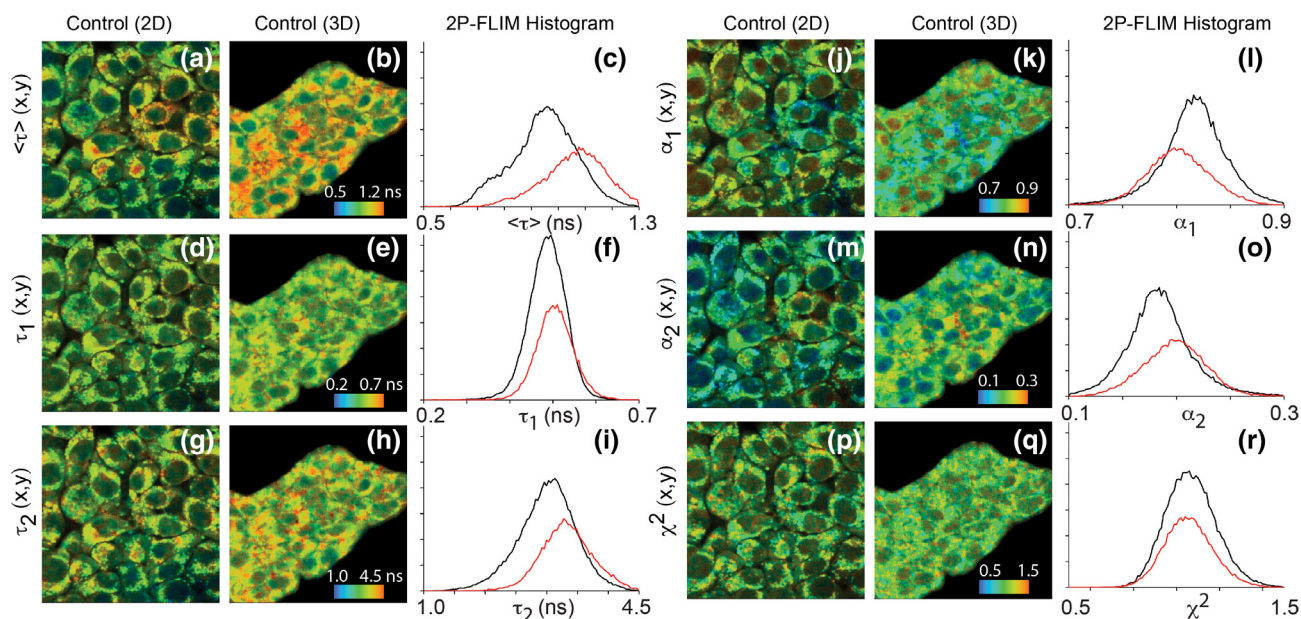 Control (2D) Control (3D) 2P-FLIM Histogram Control (2D) Control (3D) 2P-FLIM Histogram
<τ> (x,y) (a) (b) (c) α1 (x,y) (j) (k) (l)
0.5 1.2 ns 0.7 0.9
0.5 <τ> (ns) 1.3 0.7 α1 0.9
τ1 (x,y) (d) (e) (f) α2 (x,y) (m) (n) (o)
0.2 0.7 ns 0.1 0.3
0.2 τ1 (ns) 0.7 0.1 α2 0.3
τ2 (x,y) (g) (h) (i) χ2 (x,y) (p) (q) (r)
1.0 4.5 ns 0.5 1.5
1.0 τ2 (ns) 4.5 0.5 χ2 1.5